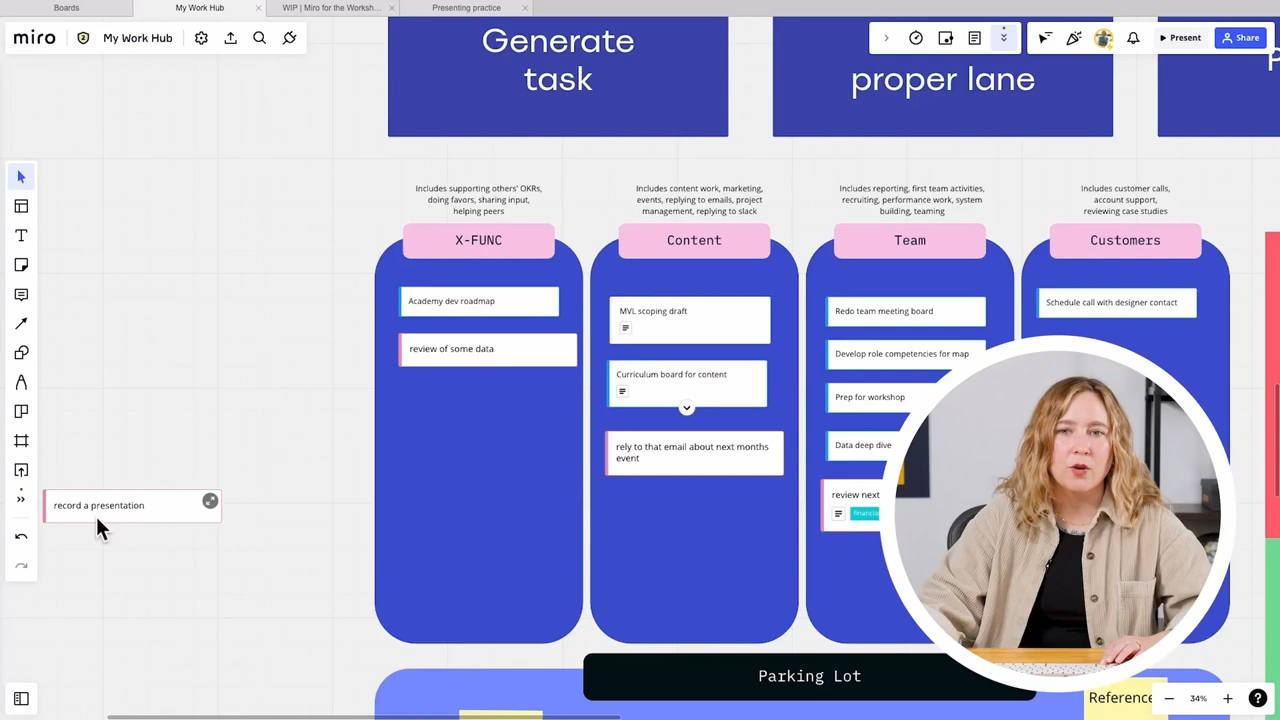 Boards
My Work Hub
WIP | Miro for the Worksh...
Presenting practice
miro
My Work Hub
Present
Share
Generate
task
proper lane
Includes supporting others' OKRs,
doing favors, sharing input,
helping peers
X-FUNC
Academy dev roadmap
review of some data
Includes content work, marketing,
events, replying to emails, project
management, replying to slack
Content
MVL scoping draft
Curriculum board for content
rely to that email about next months
event
Includes reporting, first team activities,
recruiting, performance work, system
building, teaming
Team
Redo team meeting board
Develop role competencies for map
Prep for workshop
Data deep dive
review next
financial
Includes customer calls,
account support,
reviewing case studies
Customers
Schedule call with designer contact
record a presentation
Parking Lot
Reference
34%